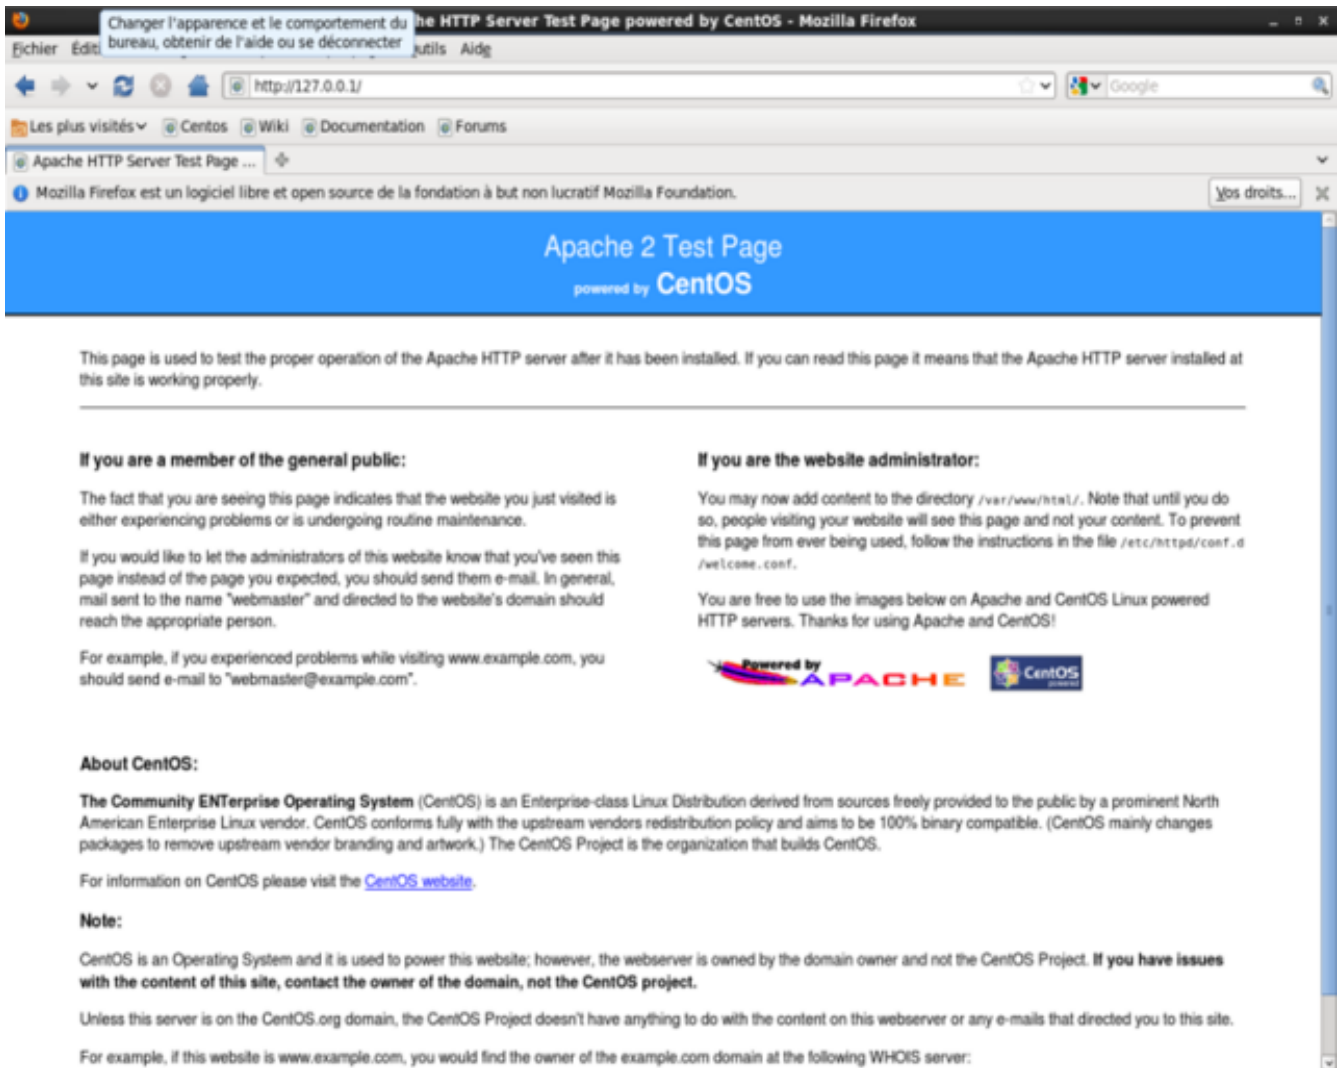 Changer l'apparence et le comportement du
bureau, obtenir de l'aide ou se déconnecter
he HTTP Server Test Page powered by CentOS - Mozilla Firefox
Fichier Édit utils Aide
http://127.0.0.1/ Google
Les plus visités Centos Wiki Documentation Forums
Apache HTTP Server Test Page ...
Mozilla Firefox est un logiciel libre et open source de la fondation à but non lucratif Mozilla Foundation. Vos droits...
Apache 2 Test Page
powered by CentOS
This page is used to test the proper operation of the Apache HTTP server after it has been installed. If you can read this page it means that the Apache HTTP server installed at
this site is working properly.
If you are a member of the general public:
The fact that you are seeing this page indicates that the website you just visited is
either experiencing problems or is undergoing routine maintenance.
If you would like to let the administrators of this website know that you've seen this
page instead of the page you expected, you should send them e-mail. In general,
mail sent to the name "webmaster" and directed to the website's domain should
reach the appropriate person.
For example, if you experienced problems while visiting www.example.com, you
should send e-mail to "webmaster@example.com".
If you are the website administrator:
You may now add content to the directory /var/www/html/. Note that until you do
so, people visiting your website will see this page and not your content. To prevent
this page from ever being used, follow the instructions in the file /etc/httpd/conf.d
/welcome.conf.
You are free to use the images below on Apache and CentOS Linux powered
HTTP servers. Thanks for using Apache and CentOS!
Powered by
APACHE
CentOS
powered
About CentOS:
The Community ENTerprise Operating System (CentOS) is an Enterprise-class Linux Distribution derived from sources freely provided to the public by a prominent North
American Enterprise Linux vendor. CentOS conforms fully with the upstream vendors redistribution policy and aims to be 100% binary compatible. (CentOS mainly changes
packages to remove upstream vendor branding and artwork.) The CentOS Project is the organization that builds CentOS.
For information on CentOS please visit the CentOS website.
Note:
CentOS is an Operating System and it is used to power this website; however, the webserver is owned by the domain owner and not the CentOS Project. If you have issues
with the content of this site, contact the owner of the domain, not the CentOS project.
Unless this server is on the CentOS.org domain, the CentOS Project doesn't have anything to do with the content on this webserver or any e-mails that directed you to this site.
For example, if this website is www.example.com, you would find the owner of the example.com domain at the following WHOIS server: